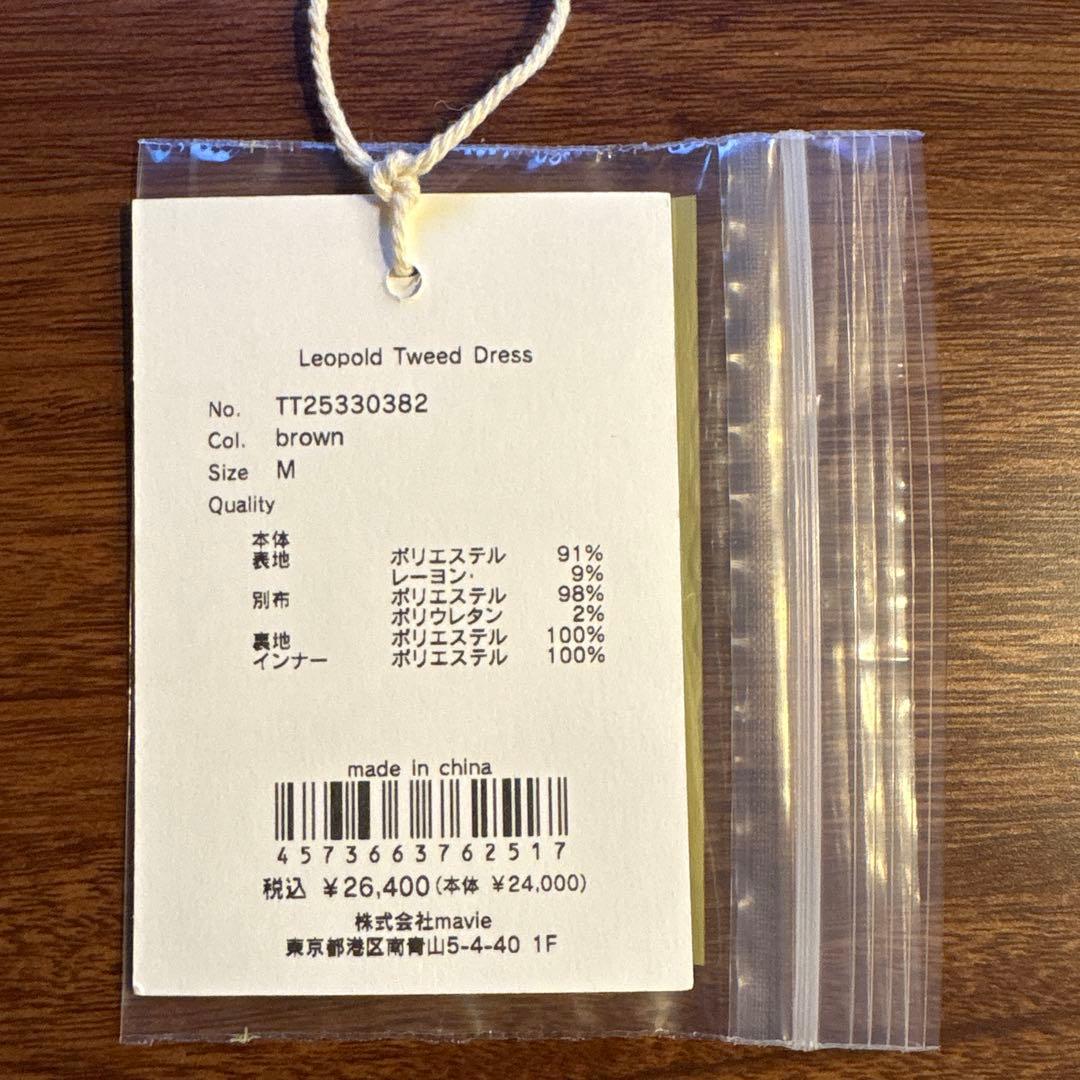 Leopold Tweed Dress
No. TT25330382
Col. brown
Size M
Quality
本体
表地 ポリエステル 91%
レーヨン 9%
別布 ポリエステル 98%
ポリウレタン 2%
裏地 ポリエステル 100%
インナー ポリエステル 100%
made in china
4573663762517
税込 ¥26,400(本体 ¥24,000)
株式会社mavie
東京都港区南青山5-4-40 1F